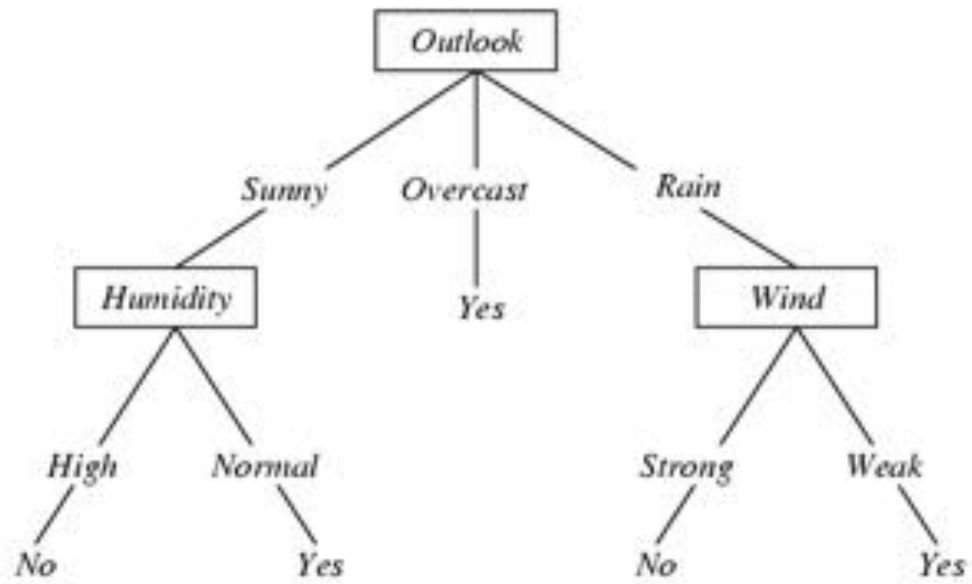 Outlook
Sunny Overcast Rain
Humidity Yes Wind
High Normal Strong Weak
No Yes No Yes